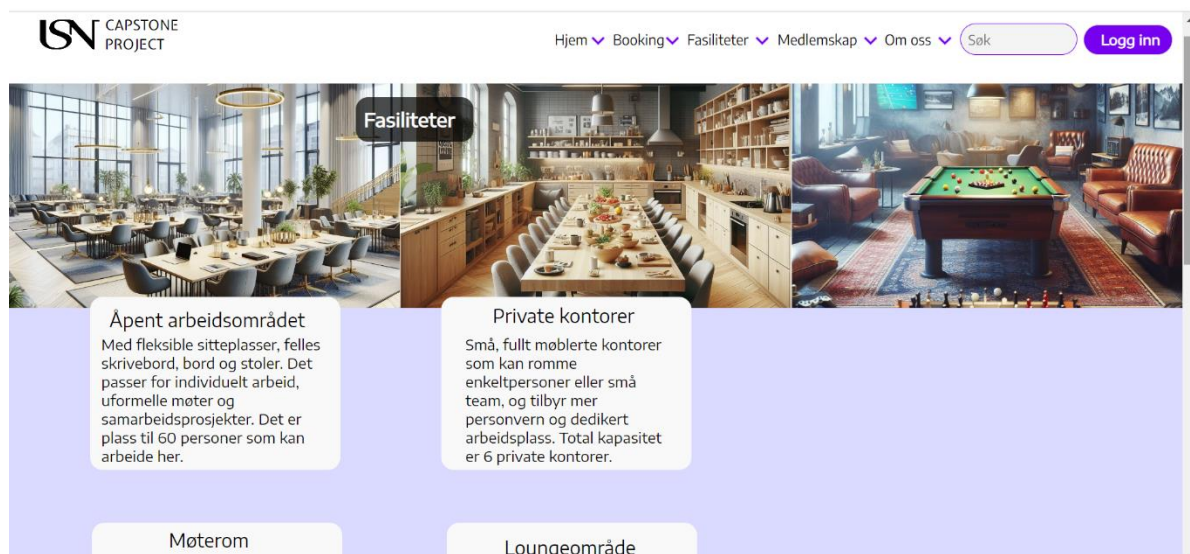 USN CAPSTONE
PROJECT
Hjem Booking Fasiliteter Medlemskap Om oss Søk Logg inn
Fasiliteter
Åpent arbeidsområdet
Med fleksible sitteplasser, felles
skrivebord, bord og stoler. Det
passer for individuelt arbeid,
uformelle møter og
samarbeidsprosjekter. Det er
plass til 60 personer som kan
arbeide her.
Private kontorer
Små, fullt møblerte kontorer
som kan romme
enkeltpersoner eller små
team, og tilbyr mer
personvern og dedikert
arbeidsplass. Total kapasitet
er 6 private kontorer.
Møterom
Loungeområde